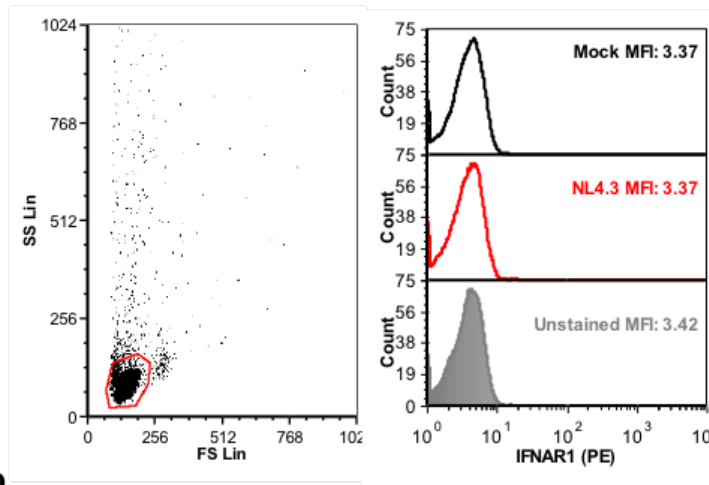 1024
768
512
256
0
SS Lin
0 256 512 768 102
FS Lin
75
56
38
19
Count
Mock MFI: 3.37
75
56
38
19
Count
NL4.3 MFI: 3.37
75
56
38
19
0
Count
Unstained MFI: 3.42
10^0 10^1 10^2 10^3
IFNAR1 (PE)